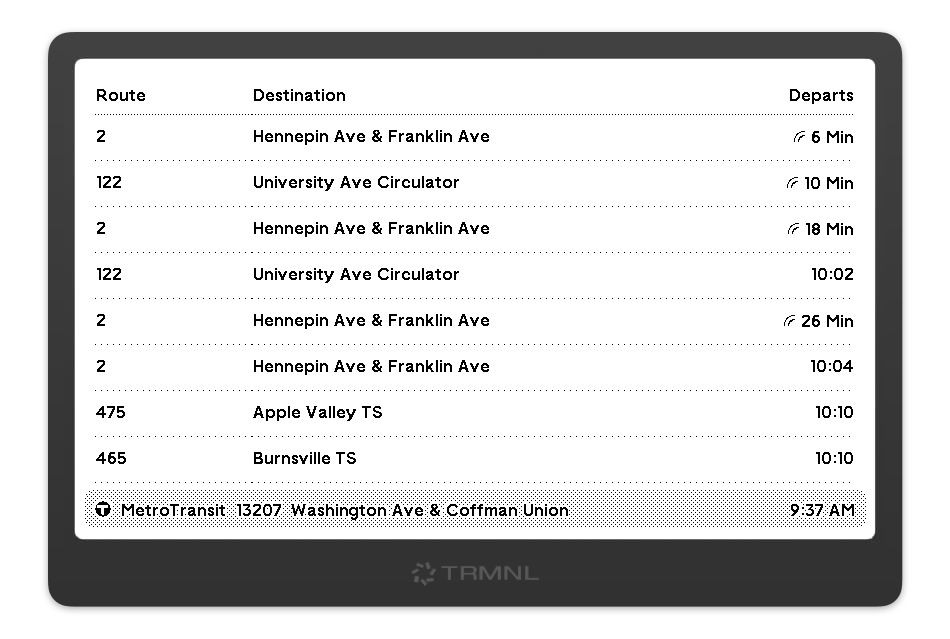 Route Destination Departs
2 Hennepin Ave & Franklin Ave 6 Min
122 University Ave Circulator 10 Min
2 Hennepin Ave & Franklin Ave 18 Min
122 University Ave Circulator 10:02
2 Hennepin Ave & Franklin Ave 26 Min
2 Hennepin Ave & Franklin Ave 10:04
475 Apple Valley TS 10:10
465 Burnsville TS 10:10
T MetroTransit 13207 Washington Ave & Coffman Union 9:37 AM
TRMNL